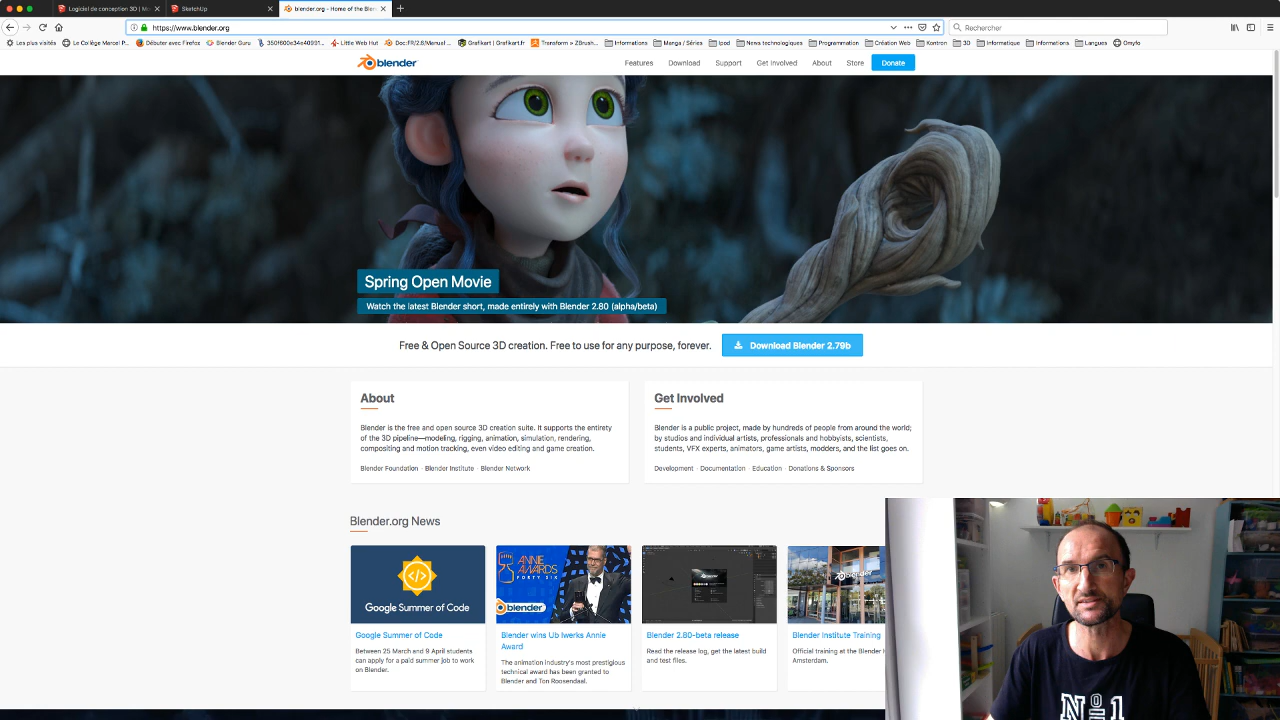 Logiciel de conception 3D | M
SketchUp
blender.org - Home of the Blen
https://www.blender.org
Rechercher
Les plus visités
Le Collège Marcel P...
Débuter avec Firefox
Blender Guru
Little Web Hut
Doc:FR/2.6/Manuel ...
Grafikart | Grafikart.fr
Transform » ZBrush...
Informations
Manga / Séries
Ipod
News technologiques
Programmation
Création Web
Kontron
3D
Informatique
Informations
Langues
Omyfo
blender
Features
Download
Support
Get Involved
About
Store
Donate
Spring Open Movie
Watch the latest Blender short, made entirely with Blender 2.80 (alpha/beta)
Free & Open Source 3D creation. Free to use for any purpose, forever.
Download Blender 2.79b
About
Blender is the free and open source 3D creation suite. It supports the entirety
of the 3D pipeline—modeling, rigging, animation, simulation, rendering,
compositing and motion tracking, even video editing and game creation.
Blender Foundation · Blender Institute · Blender Network
Get Involved
Blender is a public project, made by hundreds of people from around the world;
by studios and individual artists, professionals and hobbyists, scientists,
students, VFX experts, animators, game artists, modders, and the list goes on.
Development · Documentation · Education · Donations & Sponsors
Blender.org News
Google Summer of Code
Google Summer of Code
Between 25 March and 9 April students
can apply for a paid summer job to work
on Blender.
ANNIE
AWARDS
FORTY SIX
blender
Blender wins Ub Iwerks Annie
Award
The animation industry's most prestigious
technical award has been granted to
Blender and Ton Roosendaal.
Blender 2.80-beta release
Read the release log, get the latest build
and test files.
blender
Blender Institute Training
Official training at the Blender
Amsterdam.
Nº1